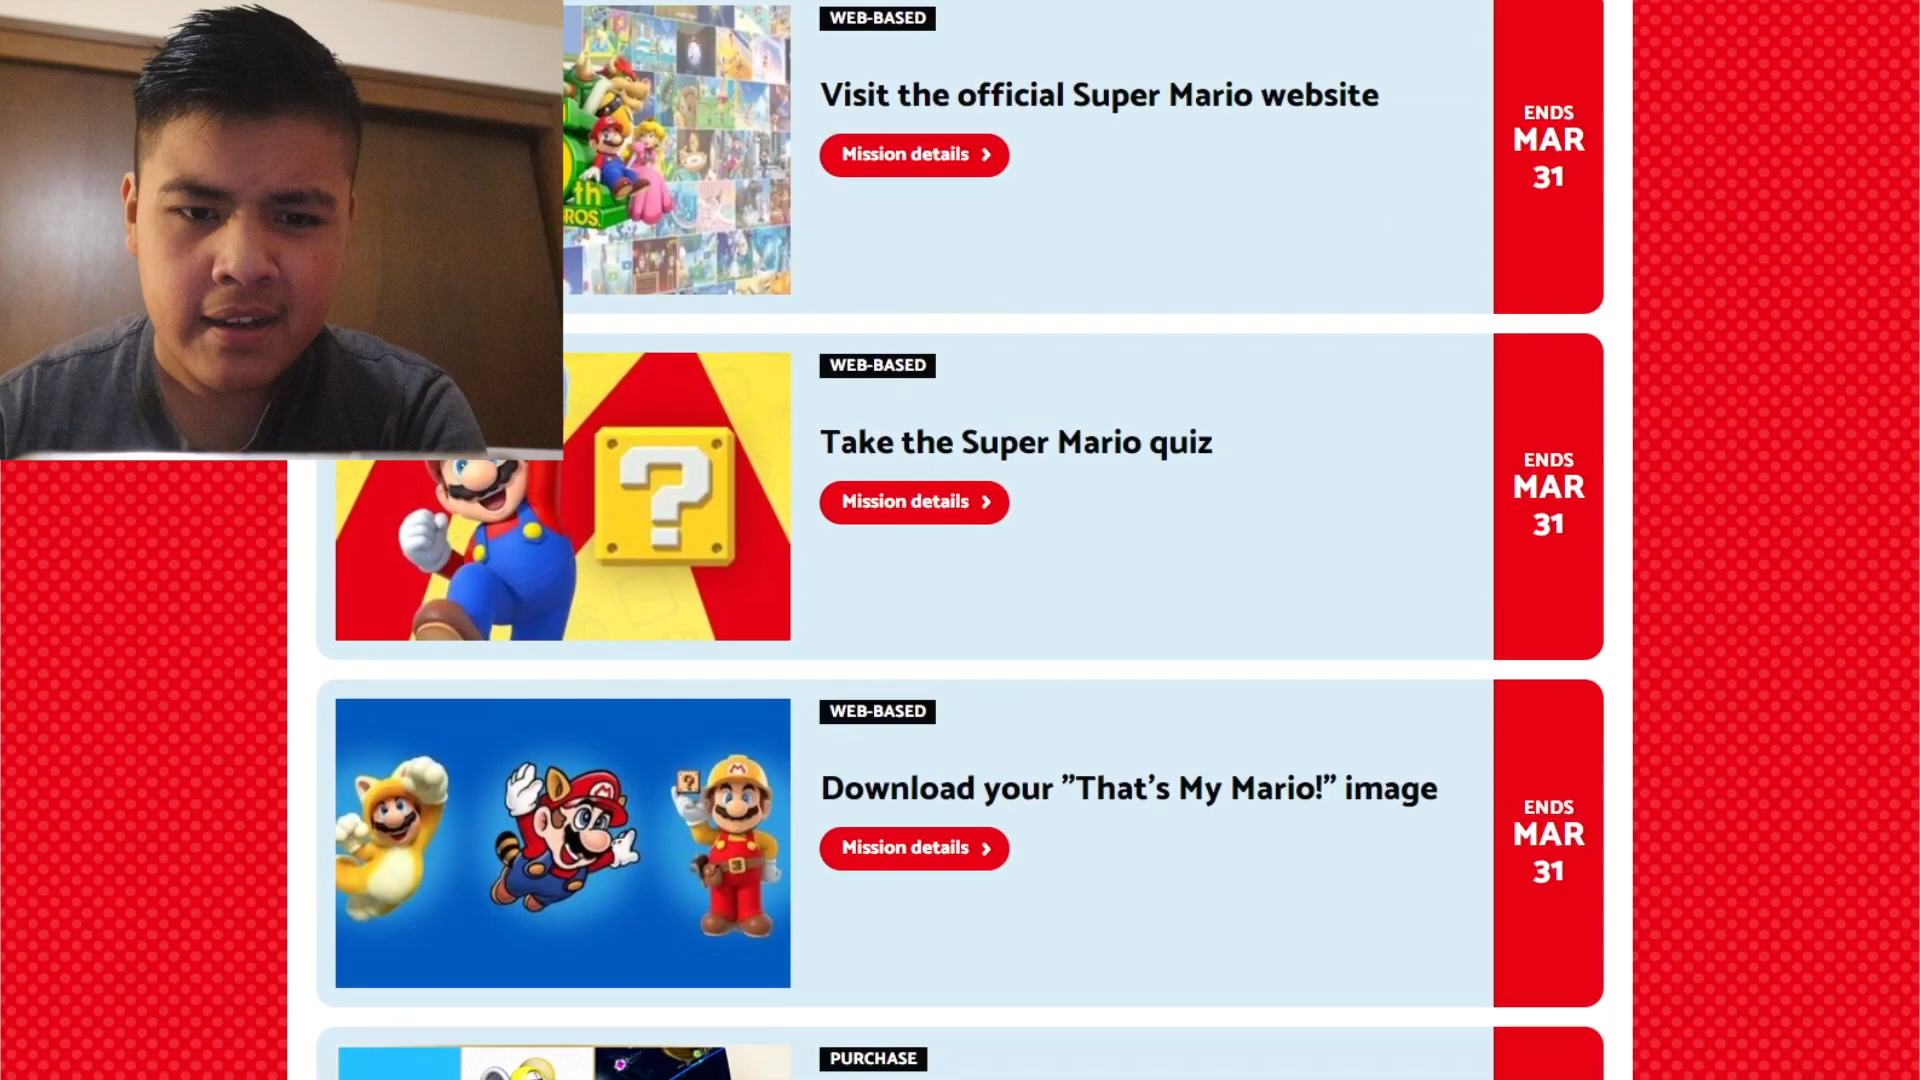 WEB-BASED
Visit the official Super Mario website
Mission details
ENDS
MAR
31
th
ROS.
WEB-BASED
Take the Super Mario quiz
Mission details
ENDS
MAR
31
?
WEB-BASED
Download your ”That’s My Mario!” image
Mission details
ENDS
MAR
31
PURCHASE